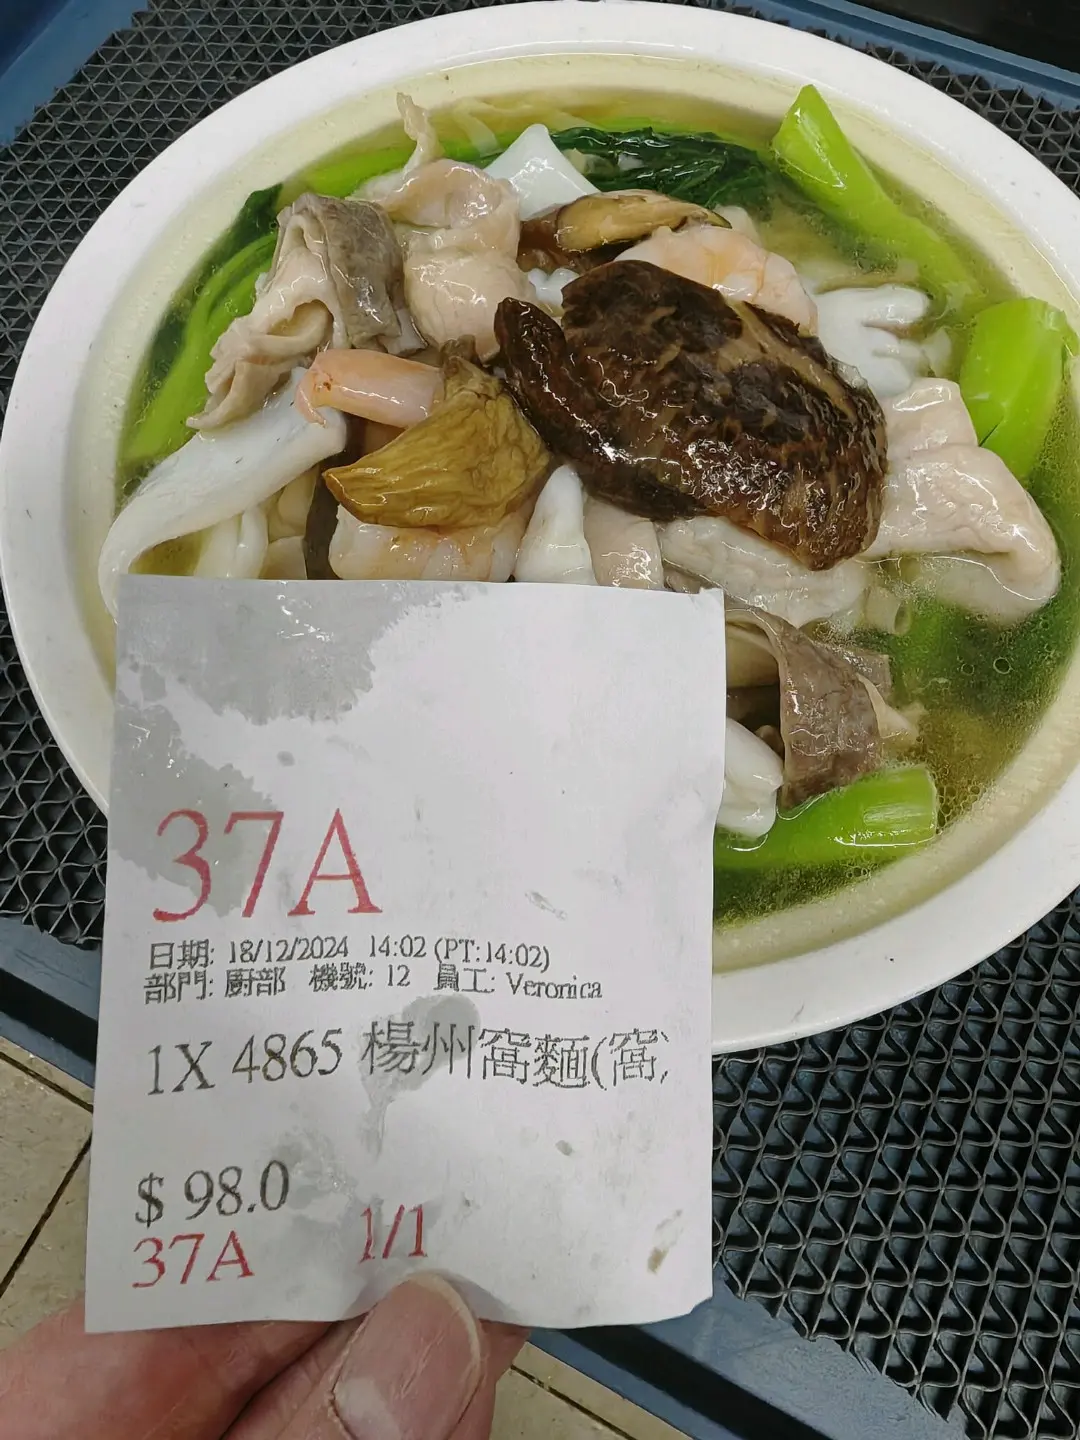 37A
日期: 18/12/2024 14:02 (PT:14:02)
部門: 廚部 機號: 12 員工: Veronica
1X 4865 楊州窩麵(窩
$ 98.0
37A 1/1